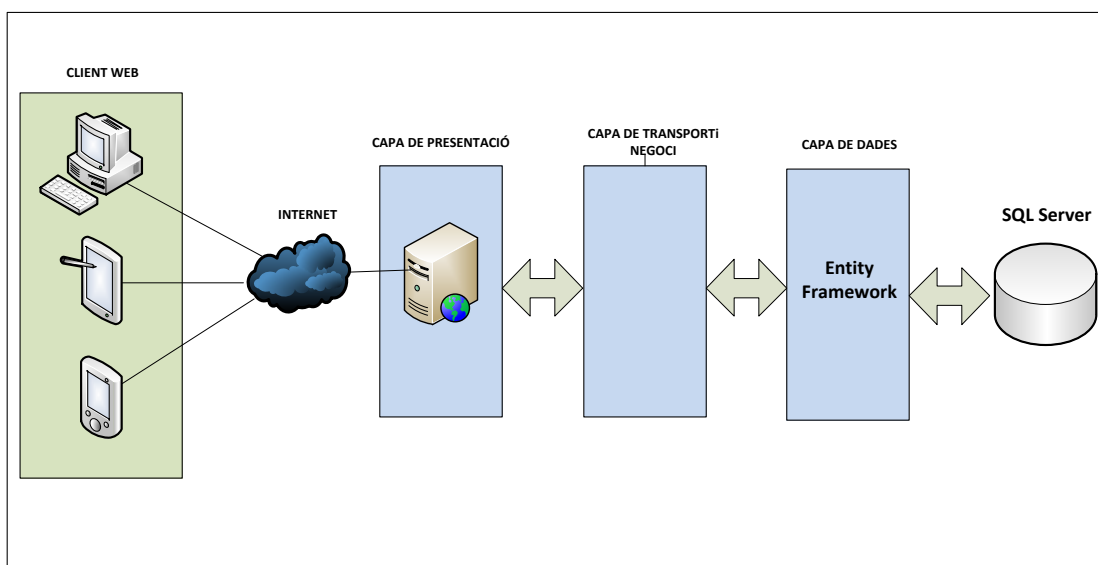 CLIENT WEB
INTERNET
CAPA DE PRESENTACIÓ
CAPA DE TRANSPORTi
NEGOCI
CAPA DE DADES
Entity
Framework
SQL Server